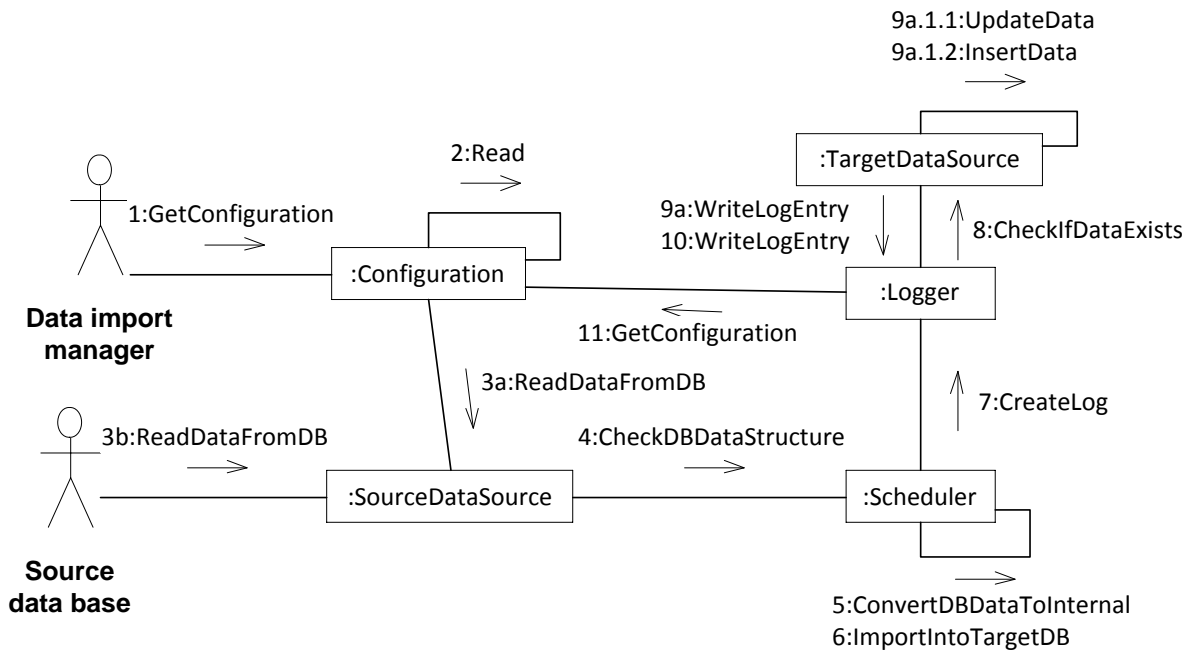 9a.1.1:UpdateData
9a.1.2:InsertData
2:Read
:TargetDataSource
1:GetConfiguration
9a:WriteLogEntry
10:WriteLogEntry
8:CheckIfDataExists
:Configuration
:Logger
Data import
manager
11:GetConfiguration
3a:ReadDataFromDB
7:CreateLog
3b:ReadDataFromDB
4:CheckDBDataStructure
:SourceDataSource
:Scheduler
Source
data base
5:ConvertDBDataToInternal
6:ImportIntoTargetDB